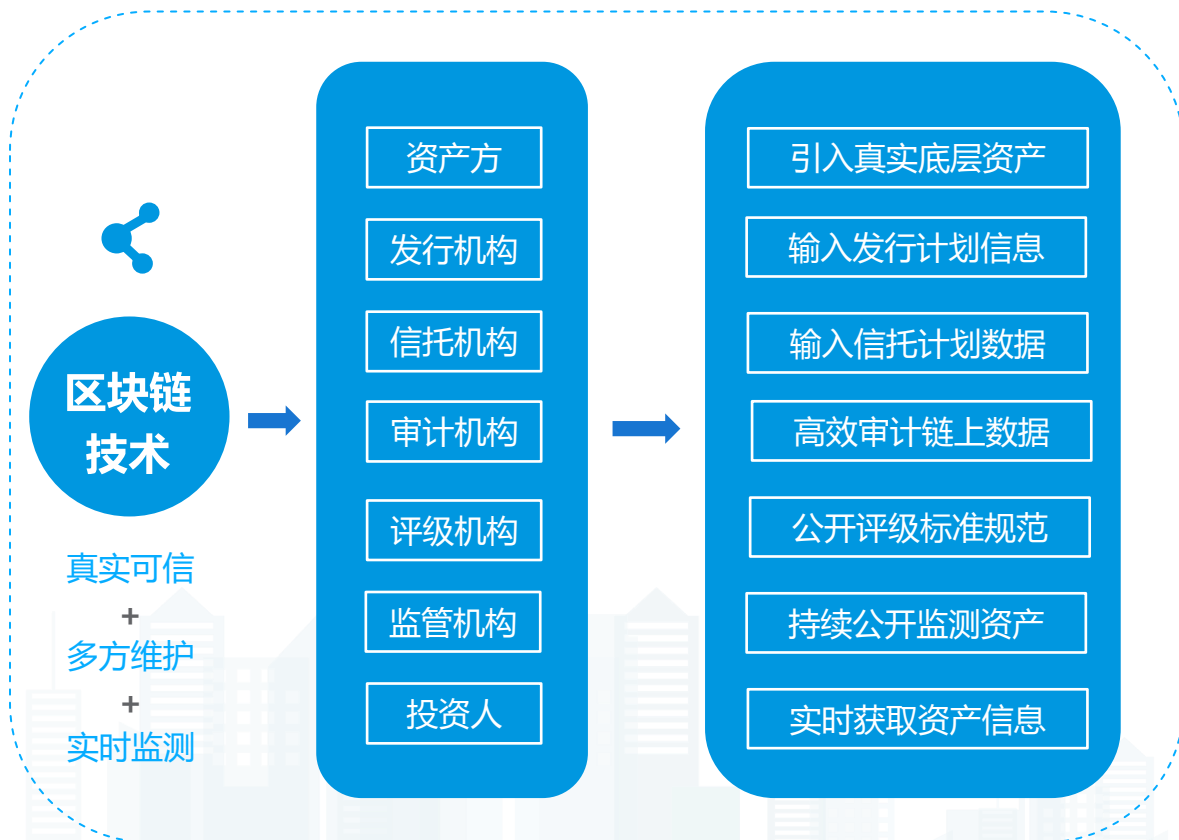 区块链
技术
真实可信
+
多方维护
+
实时监测
资产方
发行机构
信托机构
审计机构
评级机构
监管机构
投资人
引入真实底层资产
输入发行计划信息
输入信托计划数据
高效审计链上数据
公开评级标准规范
持续公开监测资产
实时获取资产信息